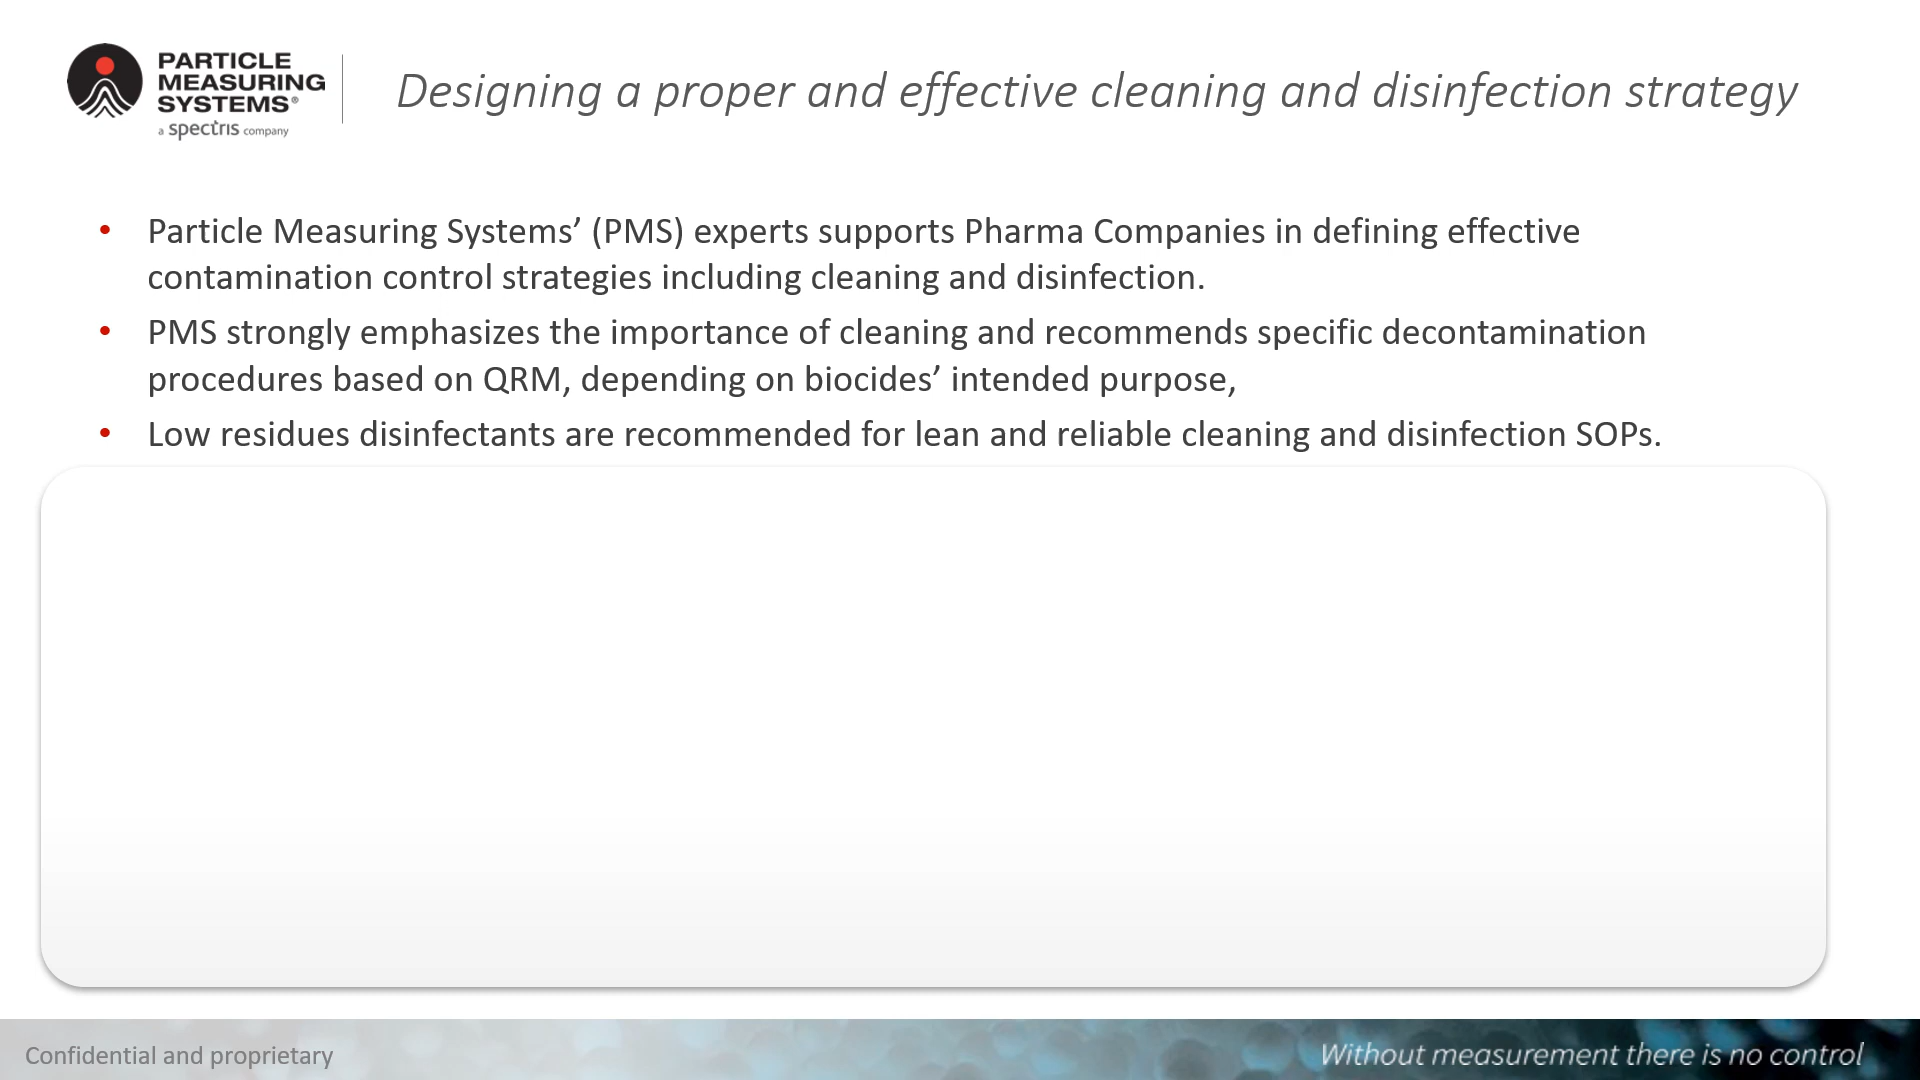 PARTICLE
MEASURING
SYSTEMS®
a spectris company
Designing a proper and effective cleaning and disinfection strategy
• Particle Measuring Systems’ (PMS) experts supports Pharma Companies in defining effective
contamination control strategies including cleaning and disinfection.
• PMS strongly emphasizes the importance of cleaning and recommends specific decontamination
procedures based on QRM, depending on biocides’ intended purpose,
• Low residues disinfectants are recommended for lean and reliable cleaning and disinfection SOPs.
Confidential and proprietary
Without measurement there is no control